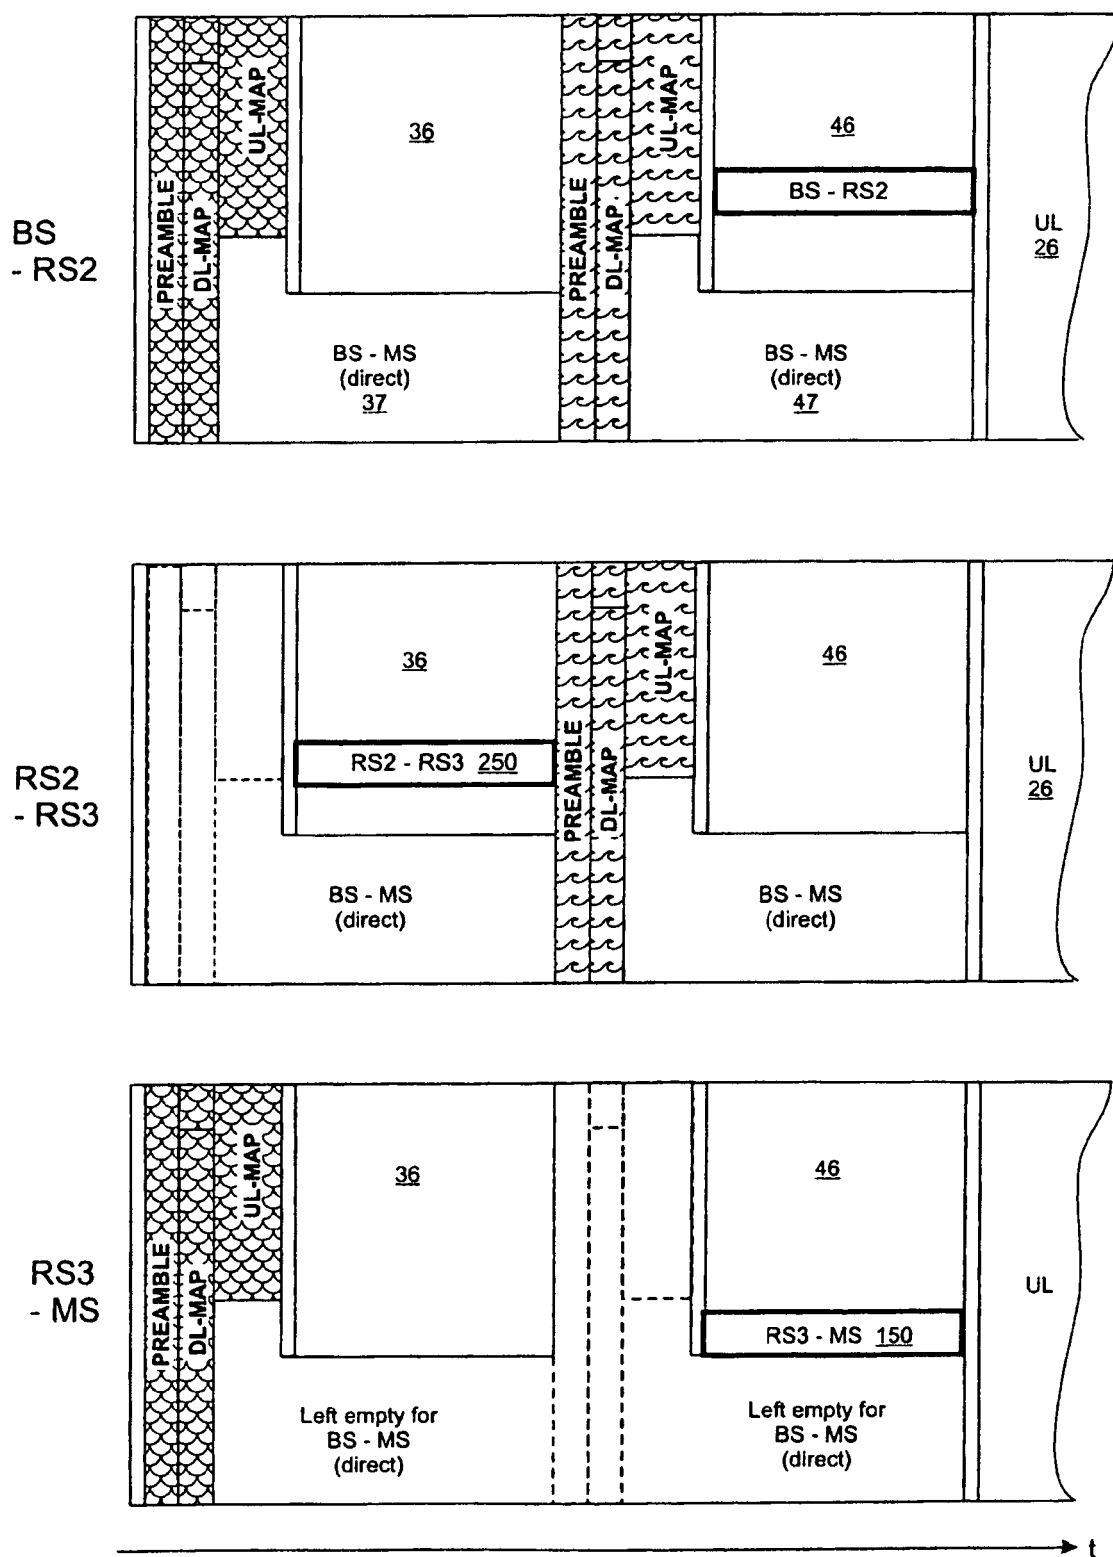 BS
- RS2
PREAMBLE
DL-MAP
UL-MAP
36
BS - MS
(direct)
37
PREAMBLE
DL-MAP
UL-MAP
46
BS - RS2
BS - MS
(direct)
47
UL
26
RS2
- RS3
36
RS2 - RS3 250
BS - MS
(direct)
PREAMBLE
DL-MAP
UL-MAP
46
BS - MS
(direct)
UL
26
RS3
- MS
PREAMBLE
DL-MAP
UL-MAP
36
Left empty for
BS - MS
(direct)
46
RS3 - MS 150
Left empty for
BS - MS
(direct)
UL
t